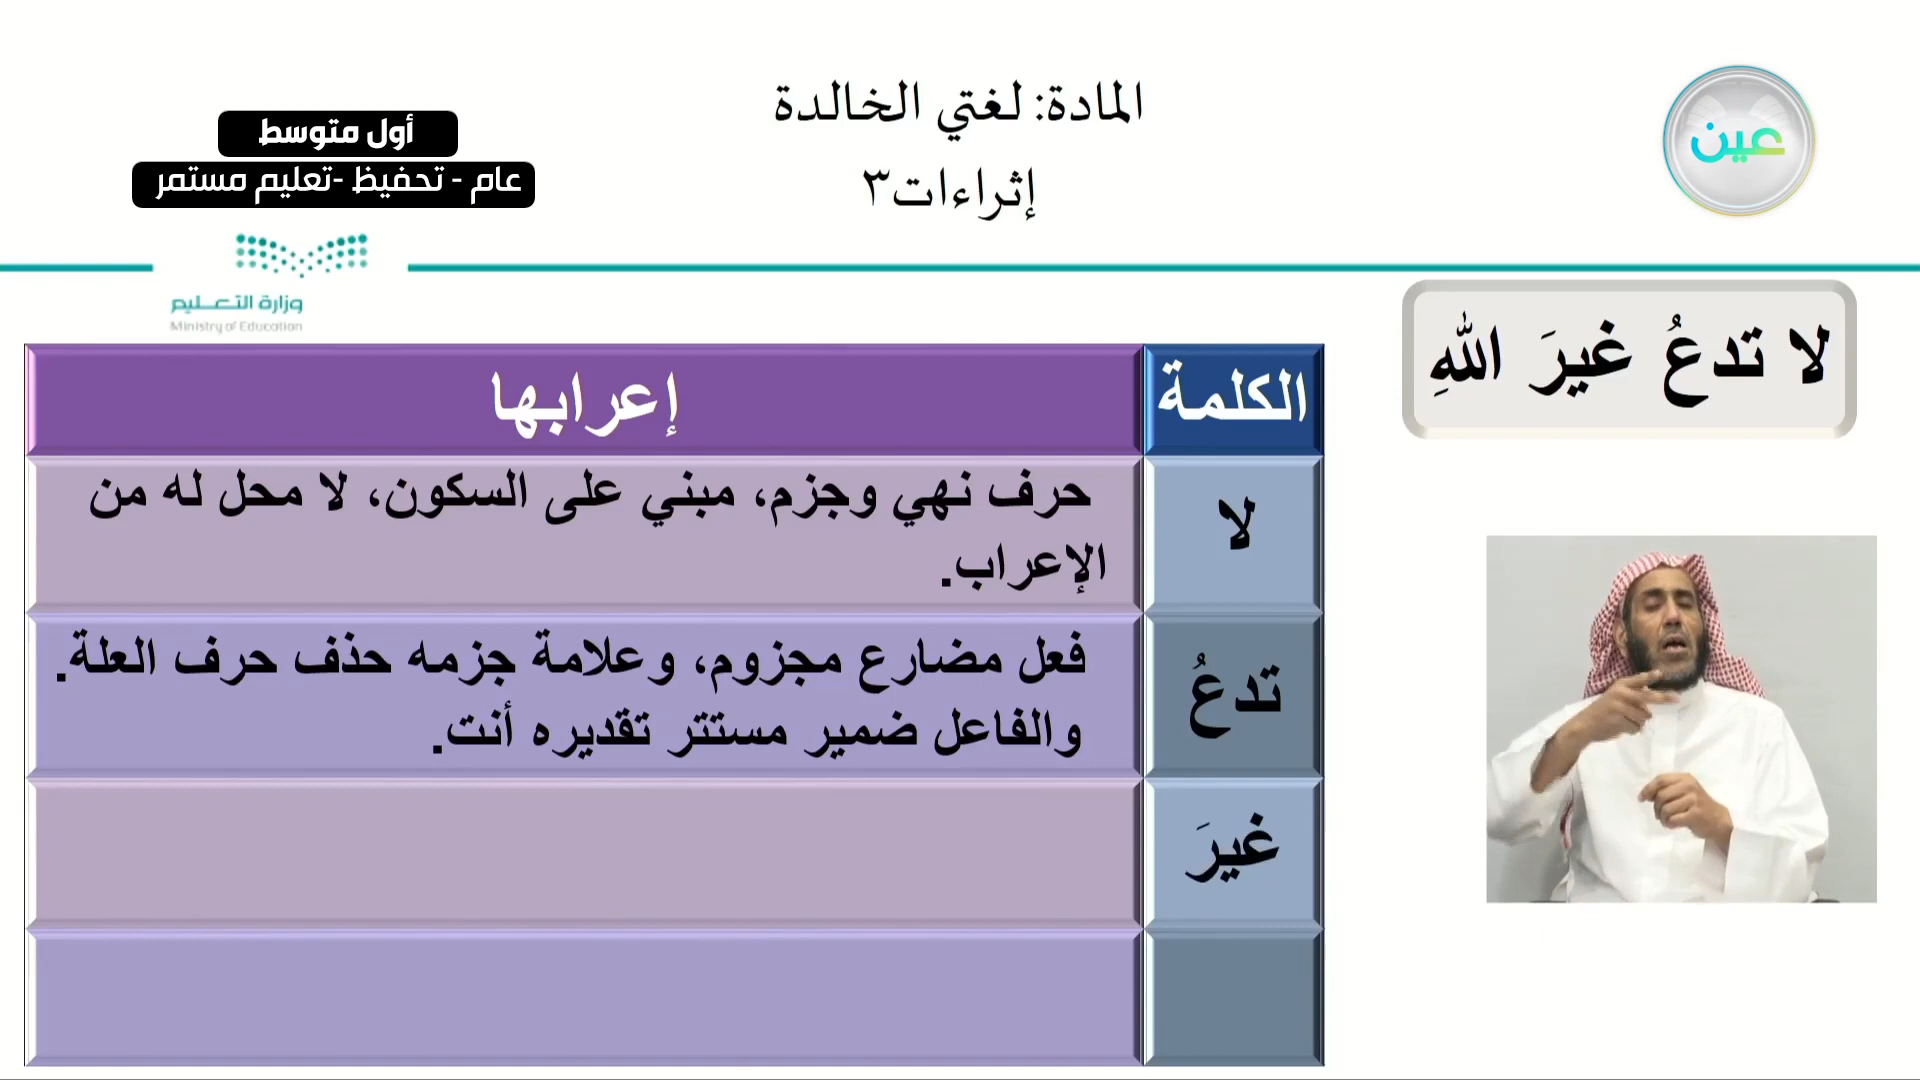 المادة: لغتي الخالدة
إثراءات٣
عين
أول متوسط
عام - تحفيظ -تعليم مستمر
وزارة التعليم
Ministry of Education
لا تدعُ غيرَ اللهِ
الكلمة
إعرابها
لا
حرف نهي وجزم، مبني على السكون، لا محل له من
الإعراب.
تدعُ
فعل مضارع مجزوم، وعلامة جزمه حذف حرف العلة.
والفاعل ضمير مستتر تقديره أنت.
غيرَ